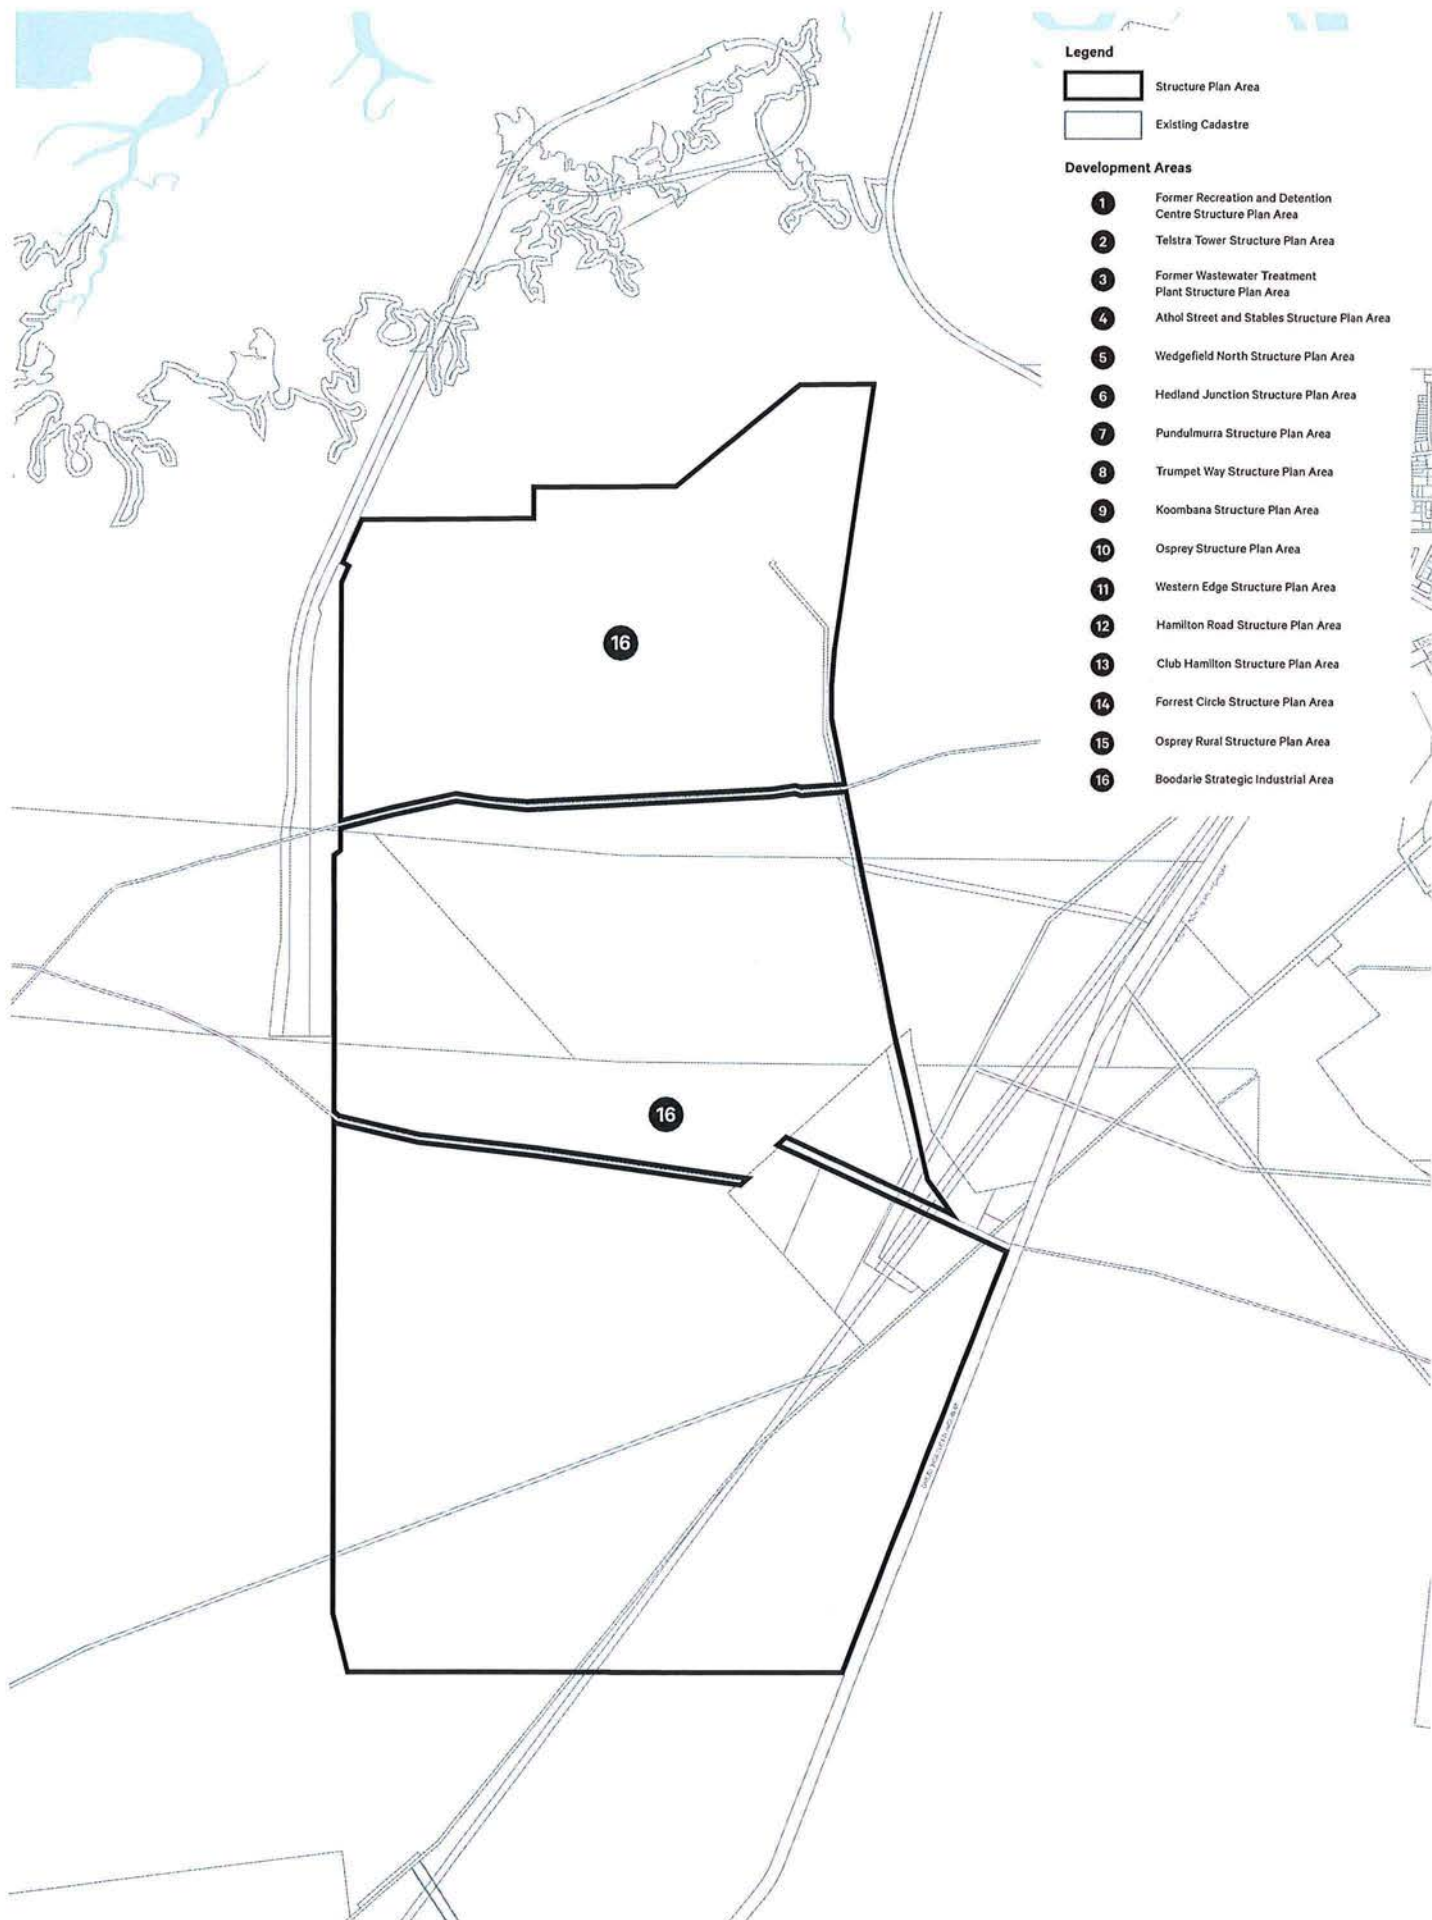 Legend
Structure Plan Area
Existing Cadastre
Development Areas
1 Former Recreation and Detention
Centre Structure Plan Area
2 Telstra Tower Structure Plan Area
3 Former Wastewater Treatment
Plant Structure Plan Area
4 Athol Street and Stables Structure Plan Area
5 Wedgefield North Structure Plan Area
6 Hedland Junction Structure Plan Area
7 Pundulmurra Structure Plan Area
8 Trumpet Way Structure Plan Area
9 Koombana Structure Plan Area
10 Osprey Structure Plan Area
11 Western Edge Structure Plan Area
12 Hamilton Road Structure Plan Area
13 Club Hamilton Structure Plan Area
14 Forrest Circle Structure Plan Area
15 Osprey Rural Structure Plan Area
16 Boodarie Strategic Industrial Area
16
16